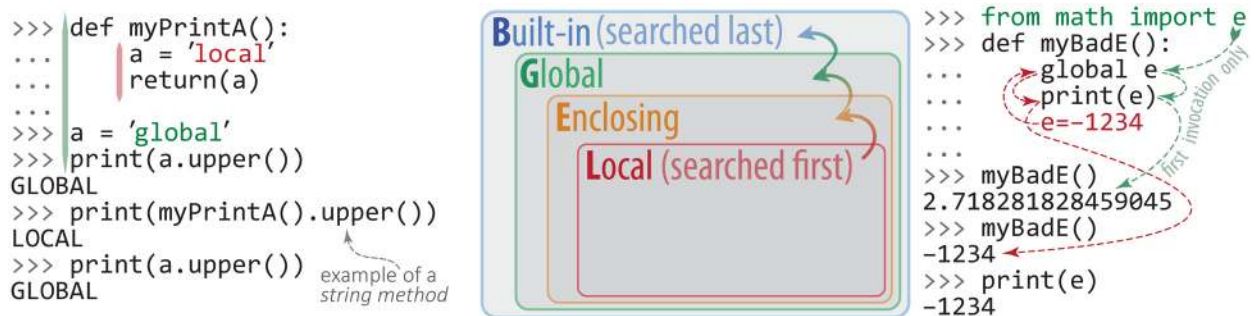 >>> def myPrintA():
...     a = 'local'
...     return(a)
...
>>> a = 'global'
>>> print(a.upper())
GLOBAL
>>> print(myPrintA().upper())
LOCAL
>>> print(a.upper())
GLOBAL
example of a
string method
Built-in (searched last)
Global
Enclosing
Local (searched first)
>>> from math import e
>>> def myBadE():
...     global e
...     print(e)
...     e=–1234
...
>>> myBadE()
2.718281828459045
>>> myBadE()
–1234
>>> print(e)
–1234
first invocation only